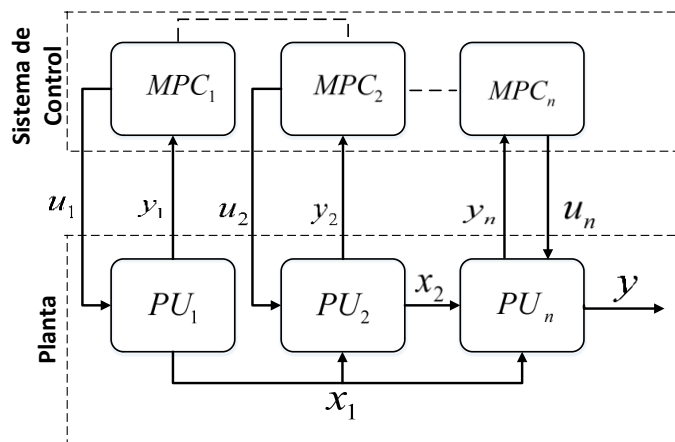 Sistema de
Control
MPC₁
MPC₂
MPCₙ
u₁
y₁
u₂
y₂
yₙ
uₙ
Planta
PU₁
PU₂
x₂
PUₙ
y
x₁